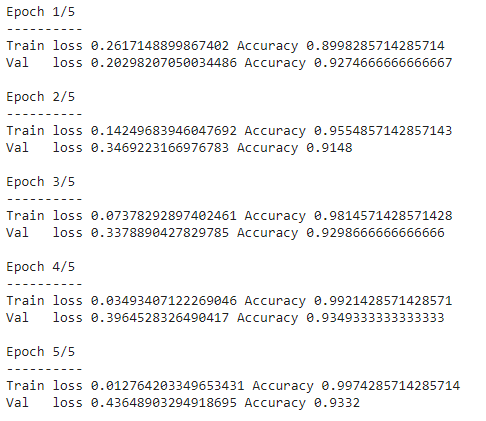 Epoch 1/5
----------
Train loss 0.2617148899867402 Accuracy 0.8998285714285714
Val   loss 0.20298207050034486 Accuracy 0.9274666666666667

Epoch 2/5
----------
Train loss 0.14249683946047692 Accuracy 0.9554857142857143
Val   loss 0.3469223166976783 Accuracy 0.9148

Epoch 3/5
----------
Train loss 0.07378292897402461 Accuracy 0.9814571428571428
Val   loss 0.3378890427829785 Accuracy 0.9298666666666666

Epoch 4/5
----------
Train loss 0.03493407122269046 Accuracy 0.9921428571428571
Val   loss 0.3964528326490417 Accuracy 0.9349333333333333

Epoch 5/5
----------
Train loss 0.012764203349653431 Accuracy 0.9974285714285714
Val   loss 0.43648903294918695 Accuracy 0.9332